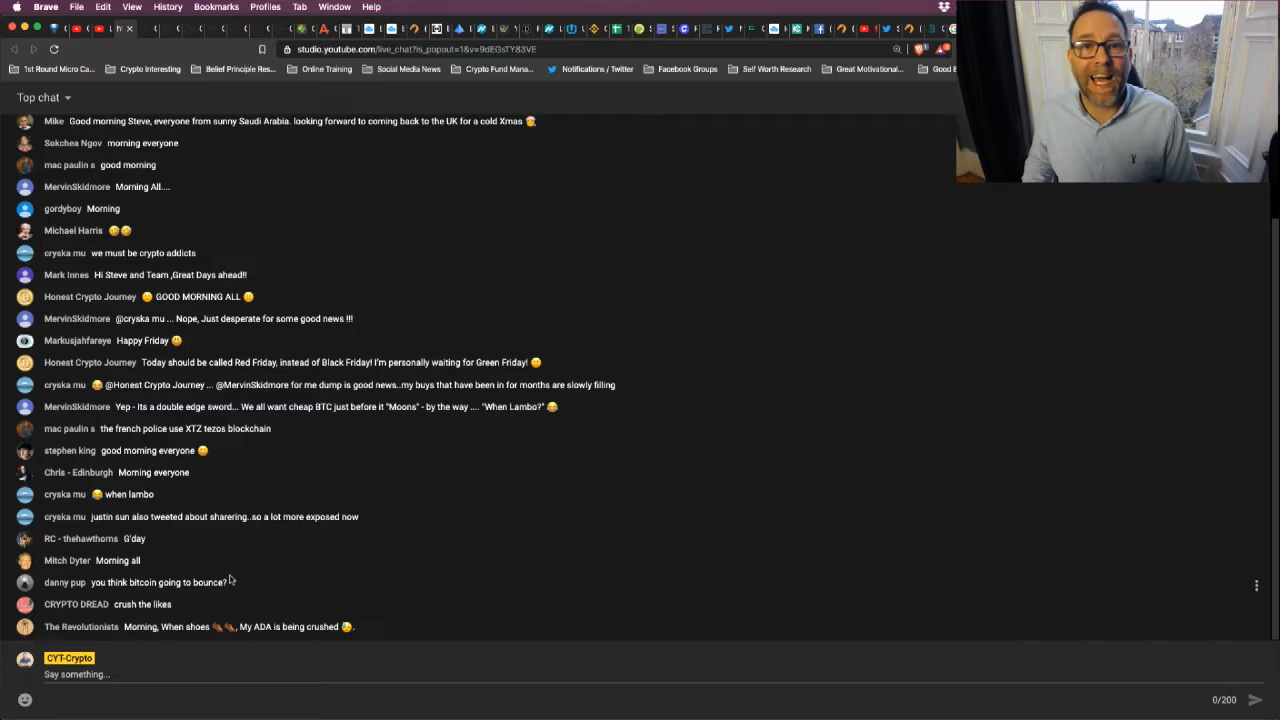 Brave File Edit View History Bookmarks Profiles Tab Window Help
studio.youtube.com/live_chat?is_popout=1&v=9dEGsTY83VE
1st Round Micro Ca... Crypto Interesting Belief Principle Res... Online Training Social Media News Crypto Fund Mana... Notifications / Twitter Facebook Groups Self Worth Research Great Motivational... Good B
Top chat
Mike Good morning Steve, everyone from sunny Saudi Arabia. looking forward to coming back to the UK for a cold Xmas 🎅
Sokchea Ngov morning everyone
mac paulin s good morning
MervinSkidmore Morning All....
gordyboy Morning
Michael Harris 🤣🤣
cryska mu we must be crypto addicts
Mark Innes Hi Steve and Team ,Great Days ahead!!
Honest Crypto Journey 🙂 GOOD MORNING ALL 🙂
MervinSkidmore @cryska mu ... Nope, Just desperate for some good news !!!
Markusjahfareye Happy Friday 🙂
Honest Crypto Journey Today should be called Red Friday, instead of Black Friday! I'm personally waiting for Green Friday! 🙂
cryska mu 😂 @Honest Crypto Journey ... @MervinSkidmore for me dump is good news..my buys that have been in for months are slowly filling
MervinSkidmore Yep - Its a double edge sword... We all want cheap BTC just before it "Moons" - by the way .... "When Lambo?" 😂
mac paulin s the french police use XTZ tezos blockchain
stephen king good morning everyone 🙂
Chris - Edinburgh Morning everyone
cryska mu 😂 when lambo
cryska mu justin sun also tweeted about sharering..so a lot more exposed now
RC - thehawthorns G'day
Mitch Dyter Morning all
danny pup you think bitcoin going to bounce?
CRYPTO DREAD crush the likes
The Revolutionists Morning, When shoes 👞👞, My ADA is being crushed 😓.
CYT-Crypto
Say something...
0/200